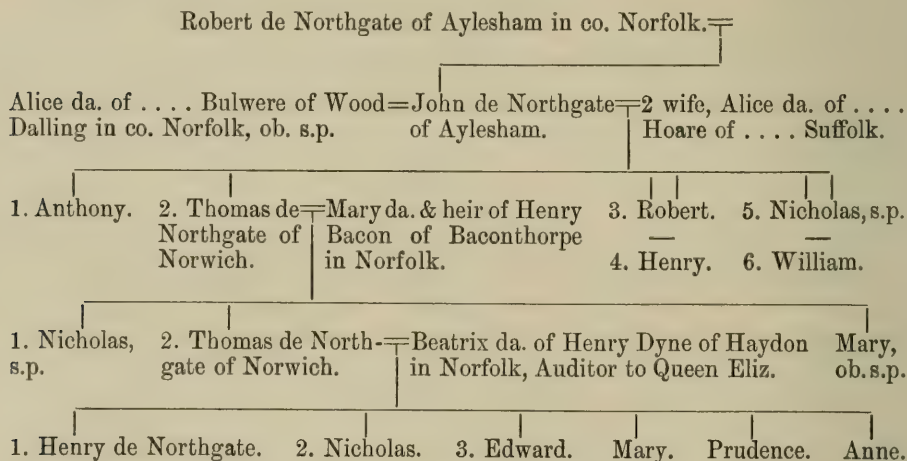 Robert de Northgate of Aylesham in co. Norfolk.
Alice da. of . . . . Bulwere of Wood=John de Northgate=2 wife, Alice da. of . . . .
Dalling in co. Norfolk, ob. s.p. of Aylesham. Hoare of . . . . Suffolk.
1. Anthony. 2. Thomas de=Mary da. & heir of Henry 3. Robert. 5. Nicholas, s.p.
Northgate of Bacon of Baconthorpe
Norwich. in Norfolk. 4. Henry. 6. William.
1. Nicholas, 2. Thomas de North-=Beatrix da. of Henry Dyne of Haydon Mary,
s.p. gate of Norwich. in Norfolk, Auditor to Queen Eliz. ob. s.p.
1. Henry de Northgate. 2. Nicholas. 3. Edward. Mary. Prudence. Anne.